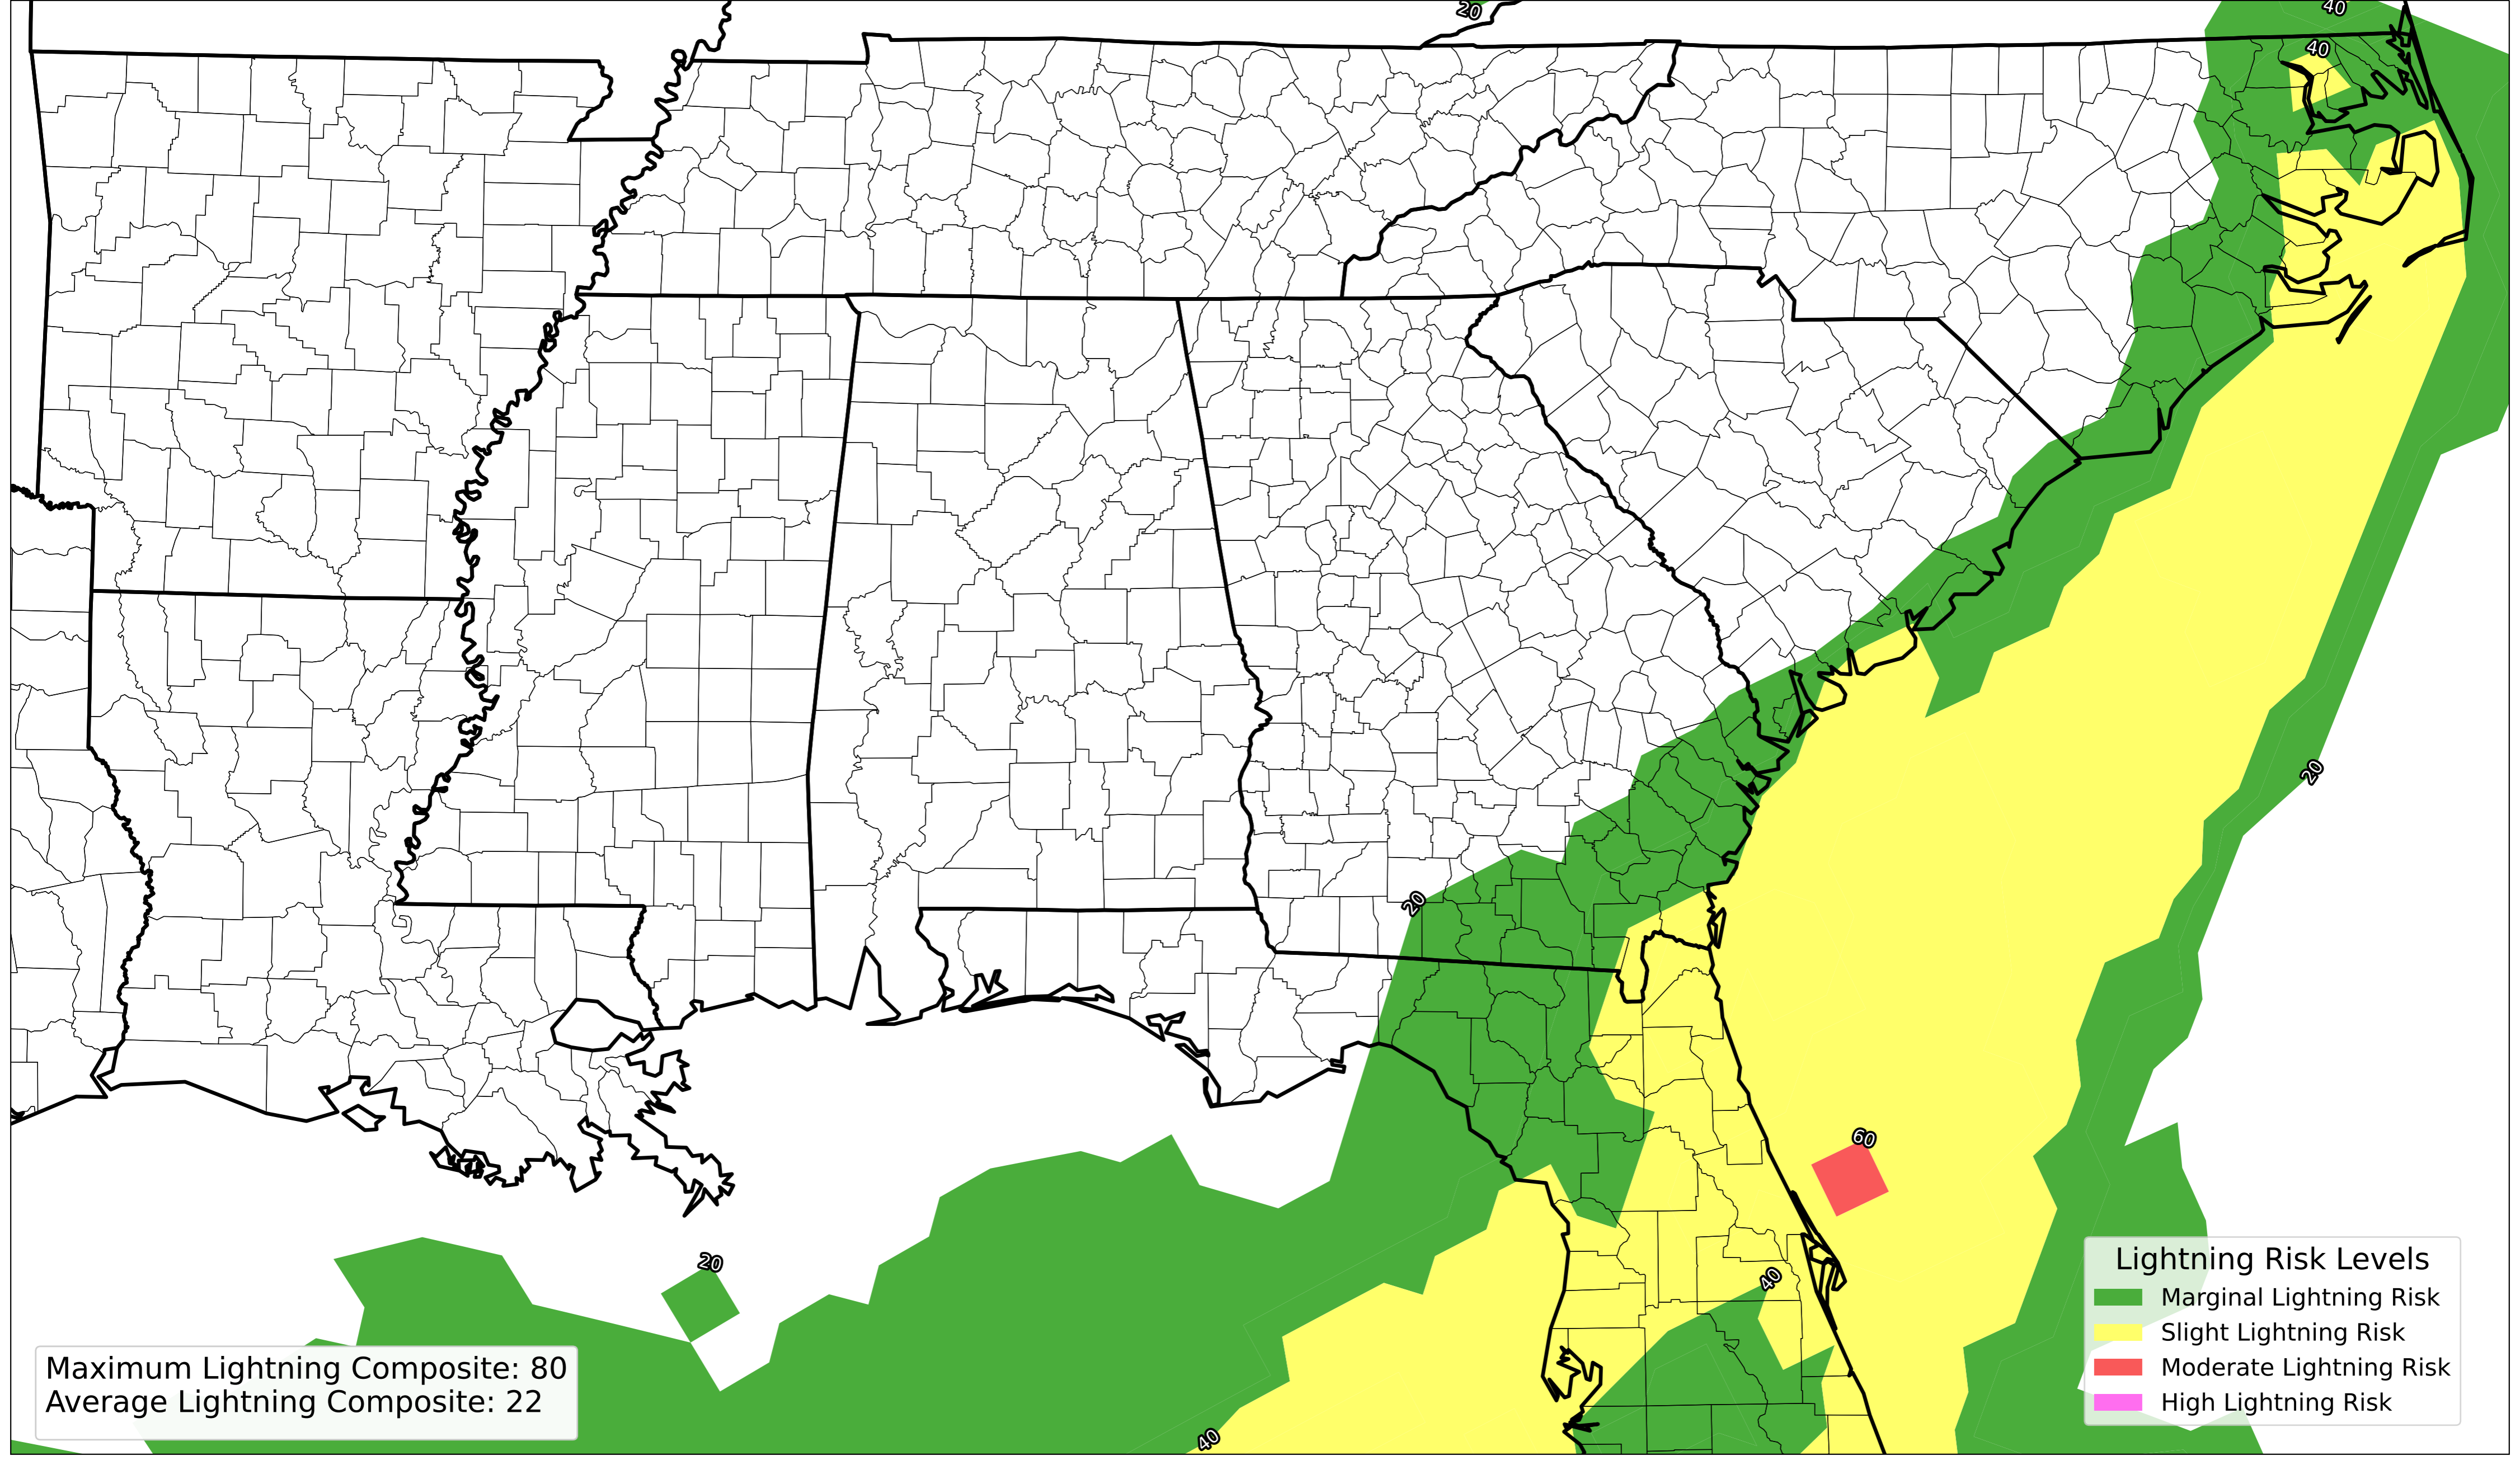 20
40
40
20
20
60
20
40
40
Lightning Risk Levels
Marginal Lightning Risk
Slight Lightning Risk
Moderate Lightning Risk
High Lightning Risk
Maximum Lightning Composite: 80
Average Lightning Composite: 22